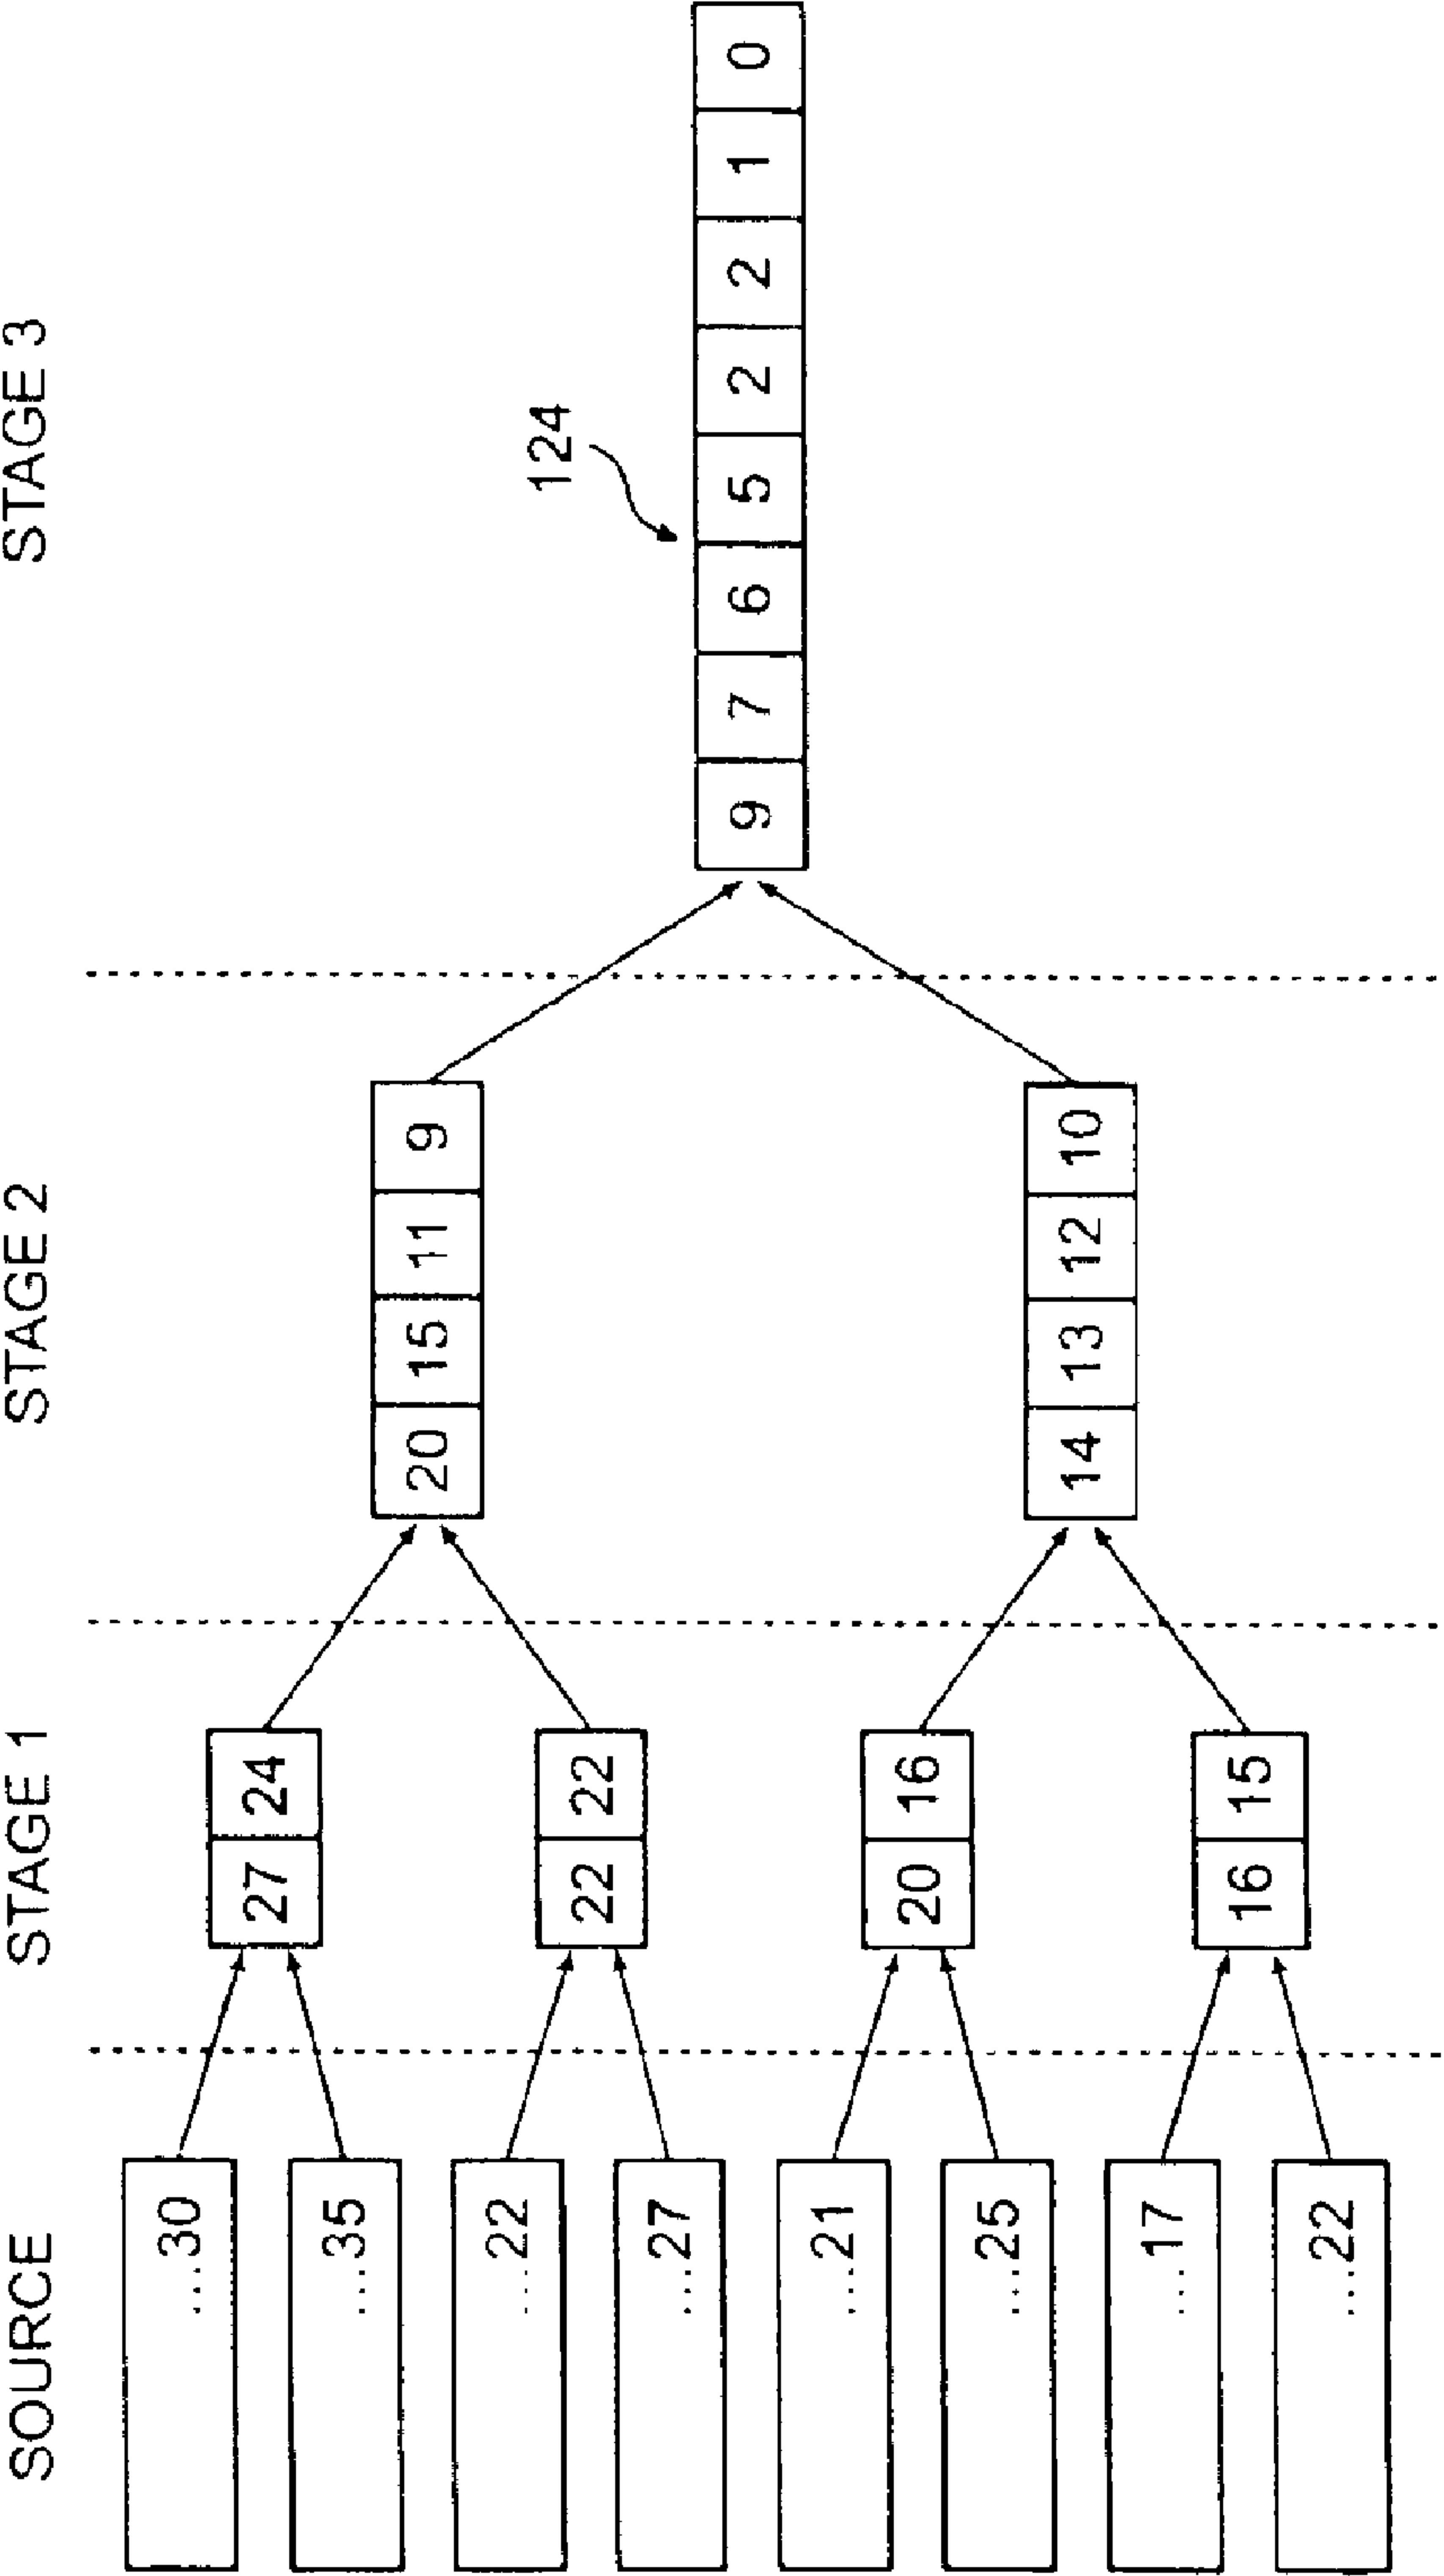 SOURCE
STAGE 1
STAGE 2
STAGE 3
...30
...35
...22
...27
...21
...25
...17
...22
27 24
22 22
20 16
16 15
20 15 11 9
14 13 12 10
124
9 7 6 5 2 2 1 0